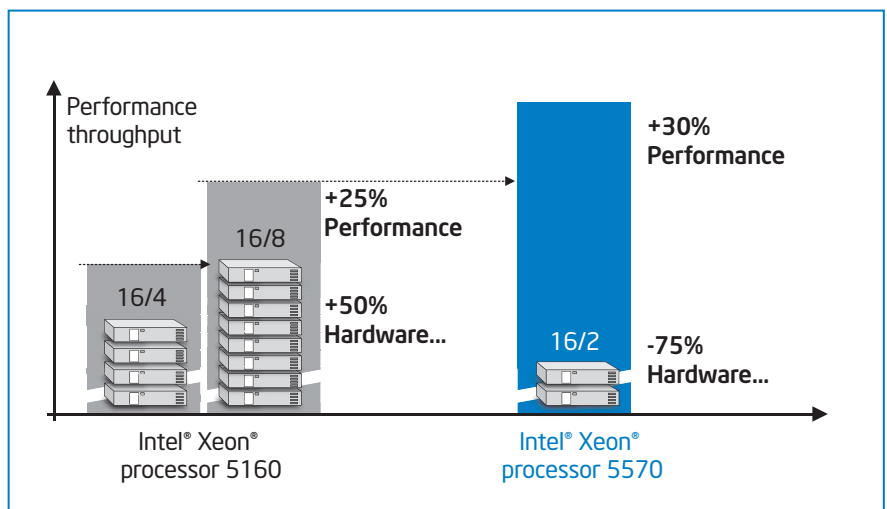 Performance
throughput
+30%
Performance
+25%
Performance
16/8
16/4
+50%
Hardware...
16/2
-75%
Hardware...
Intel® Xeon®
processor 5160
Intel® Xeon®
processor 5570